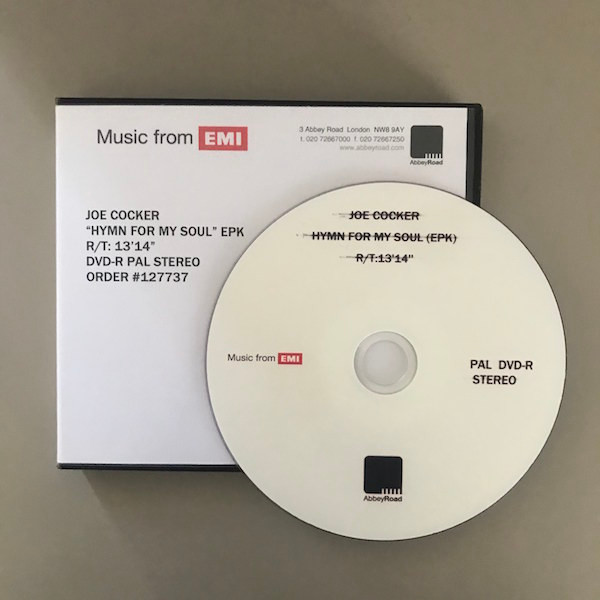 Music from EMI
3 Abbey Road London NW8 9AY
t. 020 72667000 f. 020 72667250
www.abbeyroad.com
AbbeyRoad
JOE COCKER
“HYMN FOR MY SOUL” EPK
R/T: 13'14”
DVD-R PAL STEREO
ORDER #127737
JOE COCKER
HYMN FOR MY SOUL (EPK)
R/T:13'14"
Music from EMI
PAL DVD-R
STEREO
AbbeyRoad